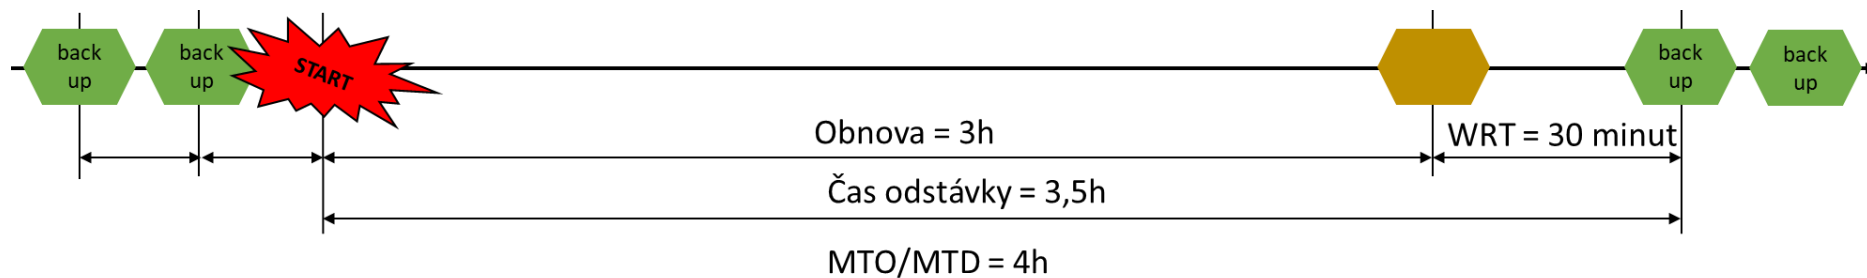 back
up
back
up
START
back
up
back
up
Obnova = 3h
WRT = 30 minut
Čas odstávky = 3,5h
MTO/MTD = 4h